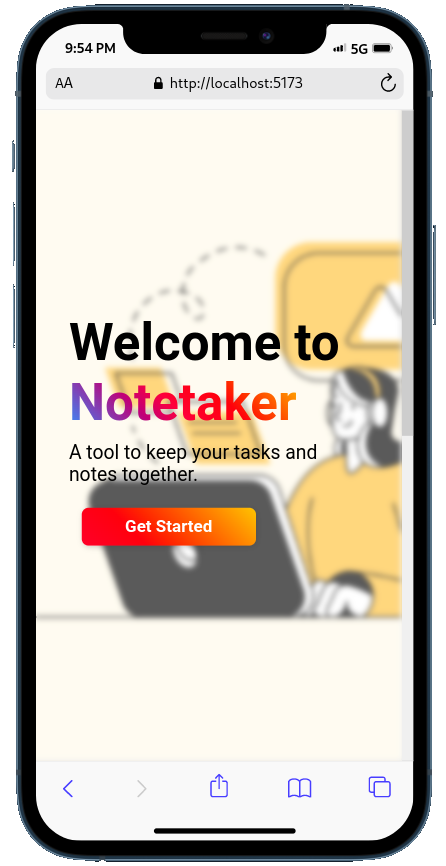 9:54 PM 5G
AA http://localhost:5173
Welcome to
Notetaker
A tool to keep your tasks and
notes together.
Get Started